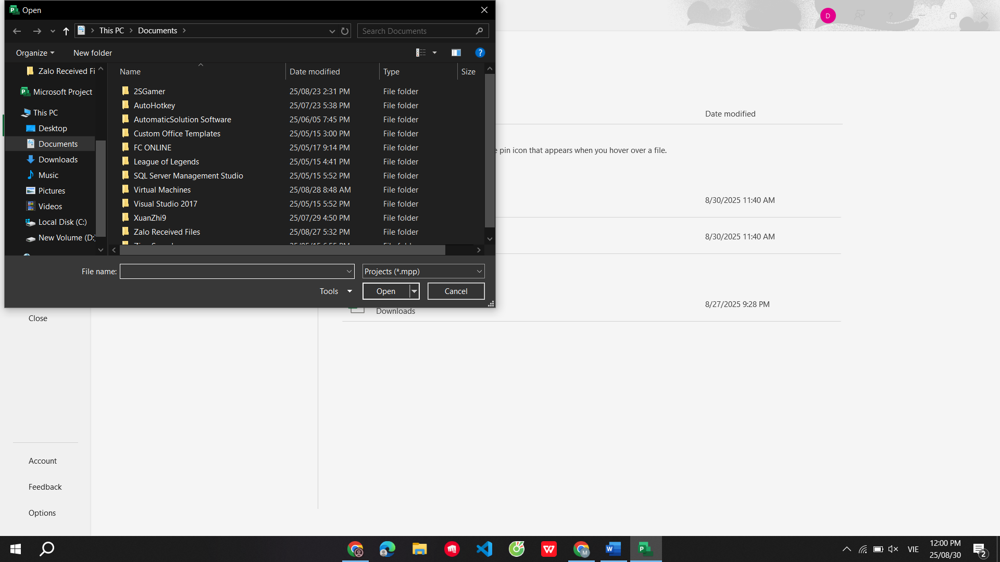 Open
This PC
Documents
Search Documents
D
?
Organize
New folder
?
Zalo Received Fi
Microsoft Project
This PC
Desktop
Documents
Downloads
Music
Pictures
Videos
Local Disk (C:)
New Volume (D:)
Name Date modified Type Size
2SGamer 25/08/23 2:31 PM File folder
AutoHotkey 25/07/23 5:38 PM File folder
AutomaticSolution Software 25/06/05 7:45 PM File folder
Custom Office Templates 25/05/15 3:00 PM File folder
FC ONLINE 25/05/17 9:14 PM File folder
League of Legends 25/05/15 4:41 PM File folder
SQL Server Management Studio 25/05/15 5:52 PM File folder
Virtual Machines 25/08/28 8:48 AM File folder
Visual Studio 2017 25/05/15 5:52 PM File folder
XuanZhi9 25/07/29 4:50 PM File folder
Zalo Received Files 25/08/27 5:32 PM File folder
File name:
Projects (*.mpp)
Tools
Open
Cancel
Date modified
pin icon that appears when you hover over a file.
8/30/2025 11:40 AM
8/30/2025 11:40 AM
8/27/2025 9:28 PM
Downloads
Close
Account
Feedback
Options
VIE
12:00 PM
25/08/30
2